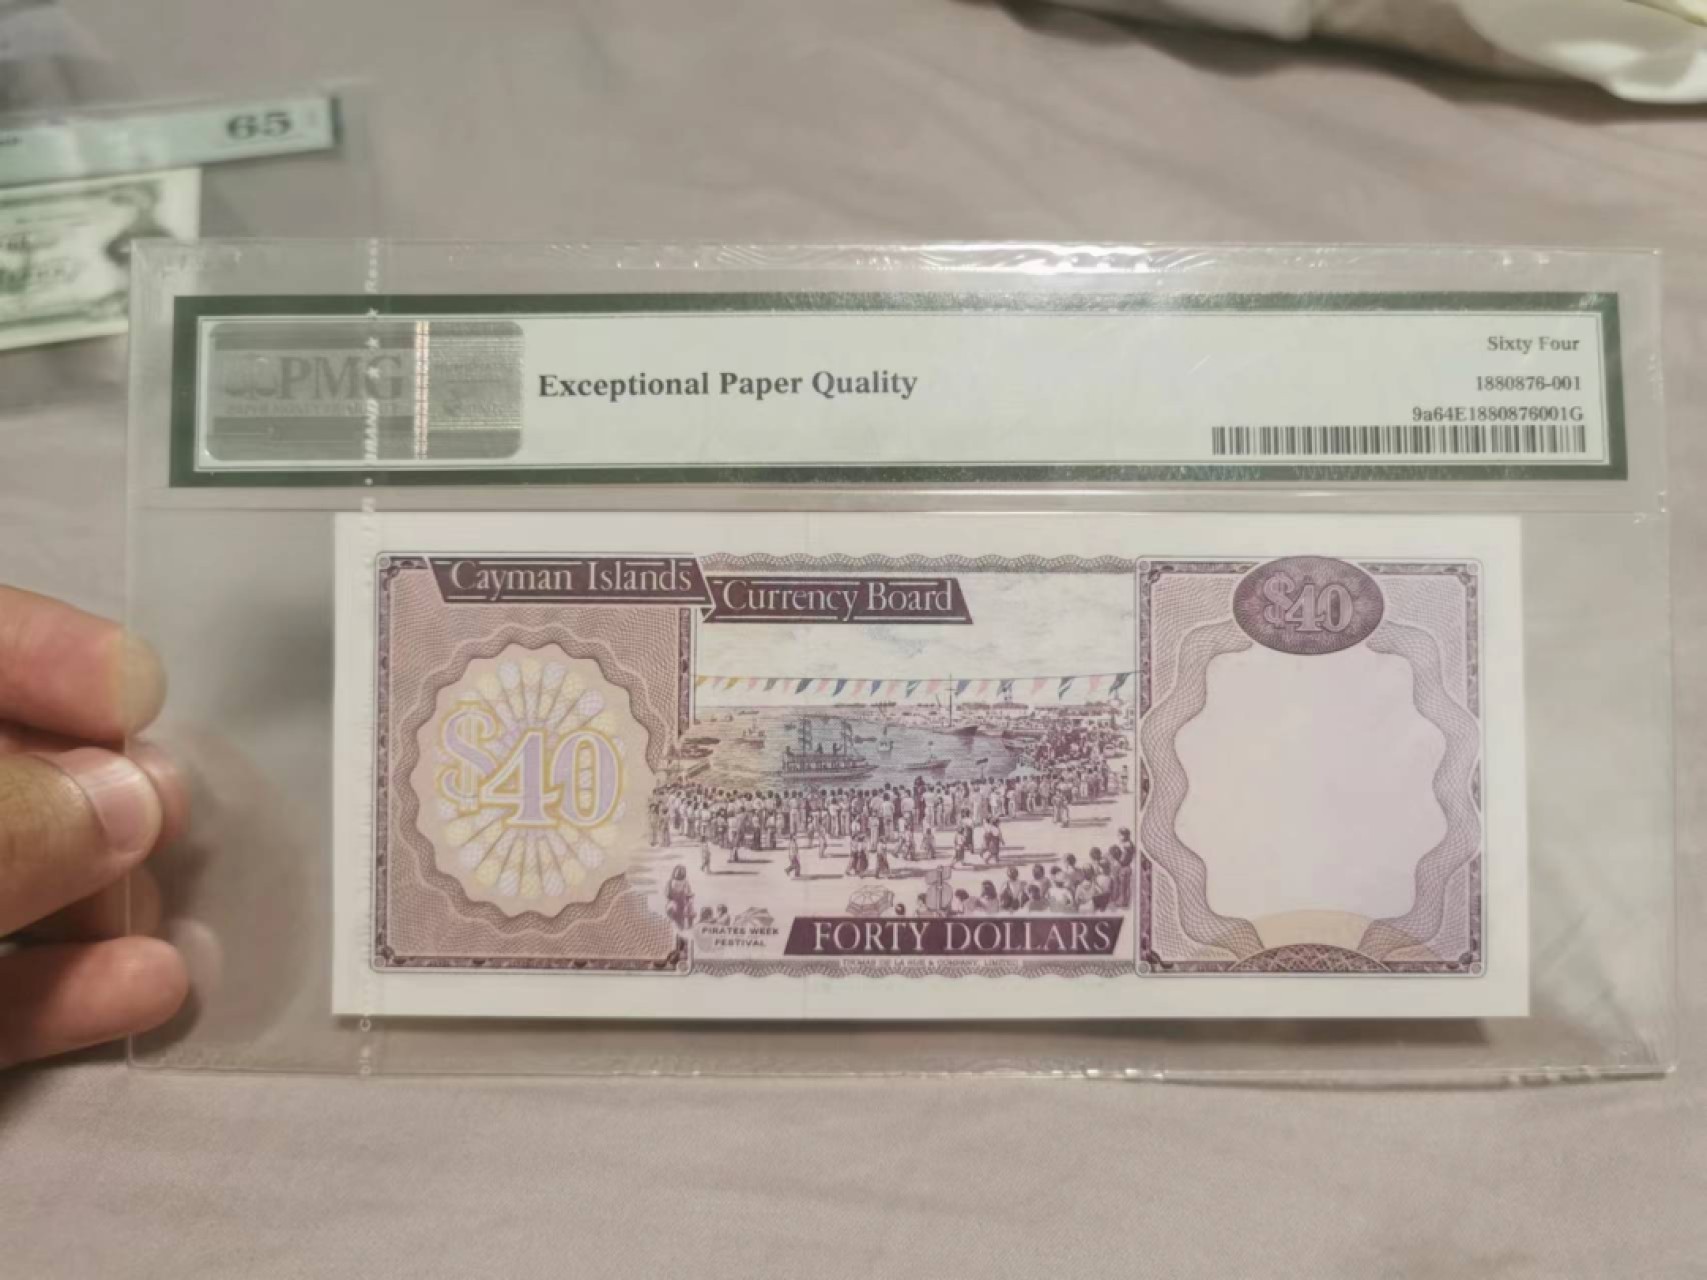 65
PMG
Exceptional Paper Quality
Sixty Four
1880876-001
9a64E1880876001G
Cayman Islands
Currency Board
$40
$40
PIRATES WEEK
FESTIVAL
FORTY DOLLARS
THOMAS DE LA RUE & COMPANY, LIMITED